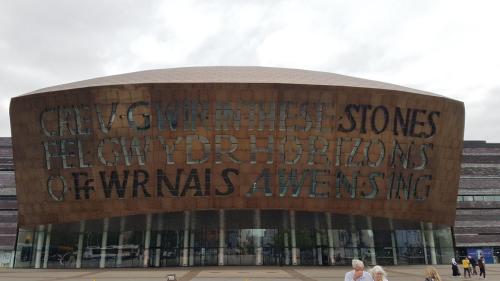 CREU GWIR IN THESE STONES
FEL GWYDR HORIZONS
O FFWRNAIS AWEN SING